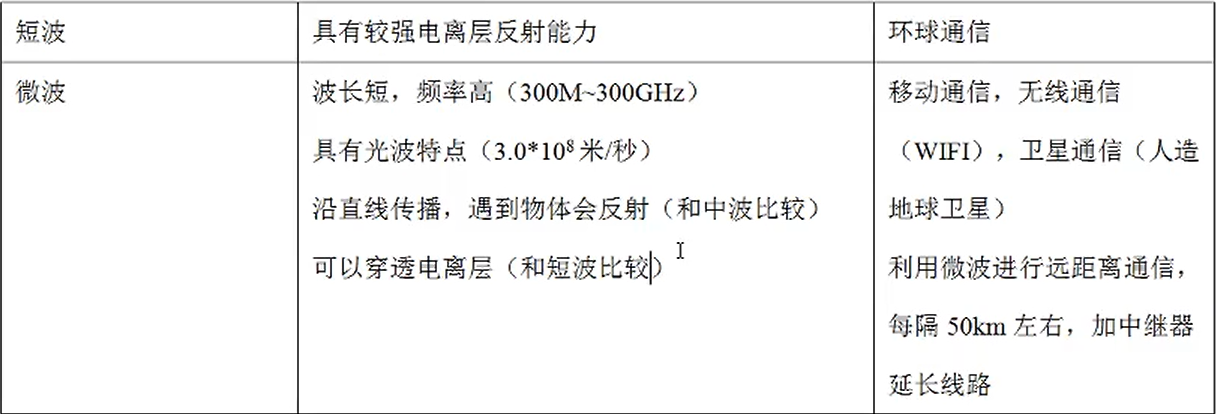 短波
具有较强电离层反射能力
环球通信
微波
波长短，频率高（300M~300GHz）
具有光波特点（3.0*10⁸米/秒）
沿直线传播，遇到物体会反射（和中波比较）
可以穿透电离层（和短波比较）
移动通信，无线通信
（WIFI），卫星通信（人造
地球卫星）
利用微波进行远距离通信，
每隔 50km 左右，加中继器
延长线路